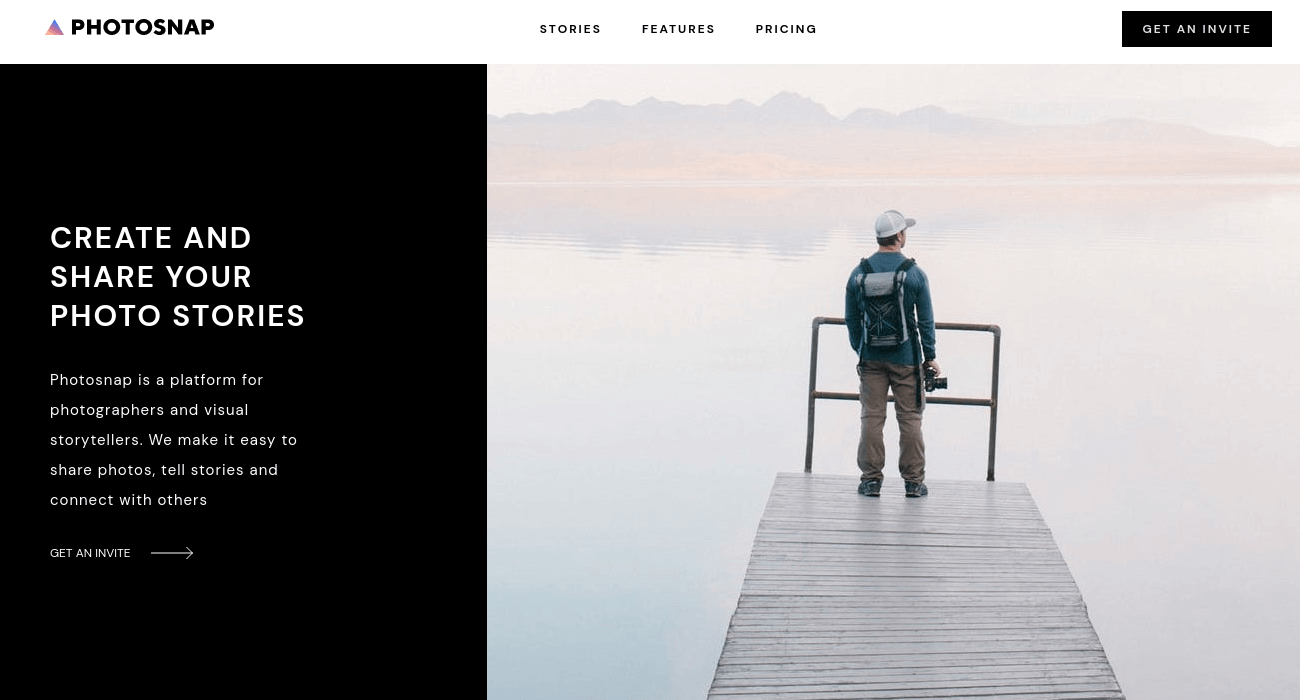 PHOTOSNAP
STORIES FEATURES PRICING
GET AN INVITE
CREATE AND
SHARE YOUR
PHOTO STORIES
Photosnap is a platform for
photographers and visual
storytellers. We make it easy to
share photos, tell stories and
connect with others
GET AN INVITE